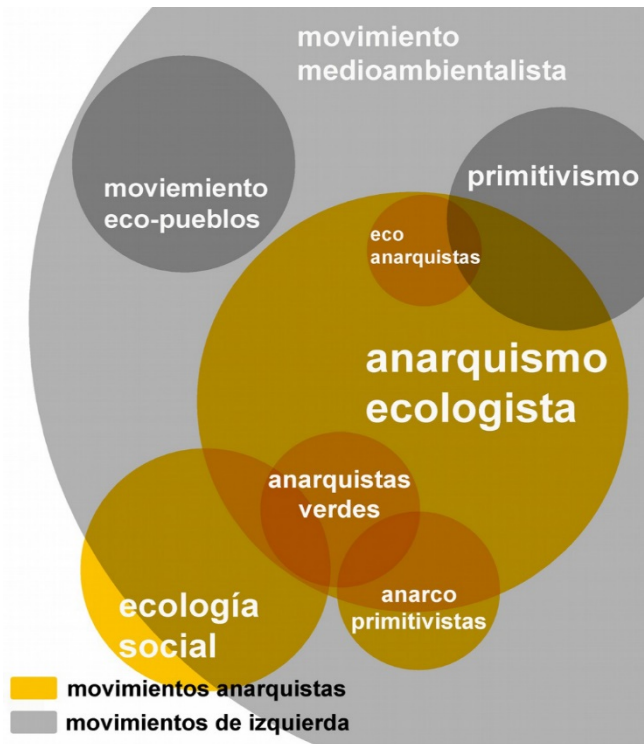 movimiento
medioambientalista
primitivismo
moviemiento
eco-pueblos
eco
anarquistas
anarquismo
ecologista
anarquistas
verdes
anarco
primitivistas
ecología
social
movimientos anarquistas
movimientos de izquierda